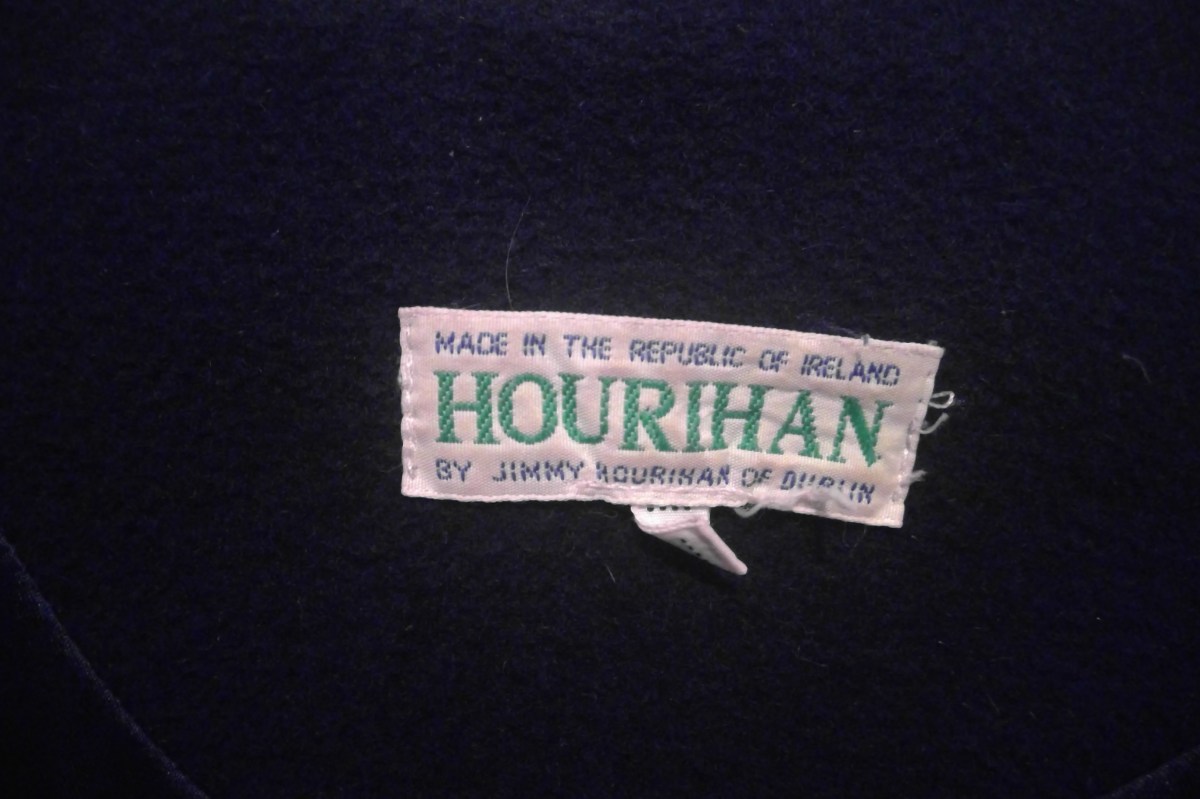 MADE IN THE REPUBLIC OF IRELAND
HOURIHAN
BY JIMMY HOURIHAN OF DUBLIN